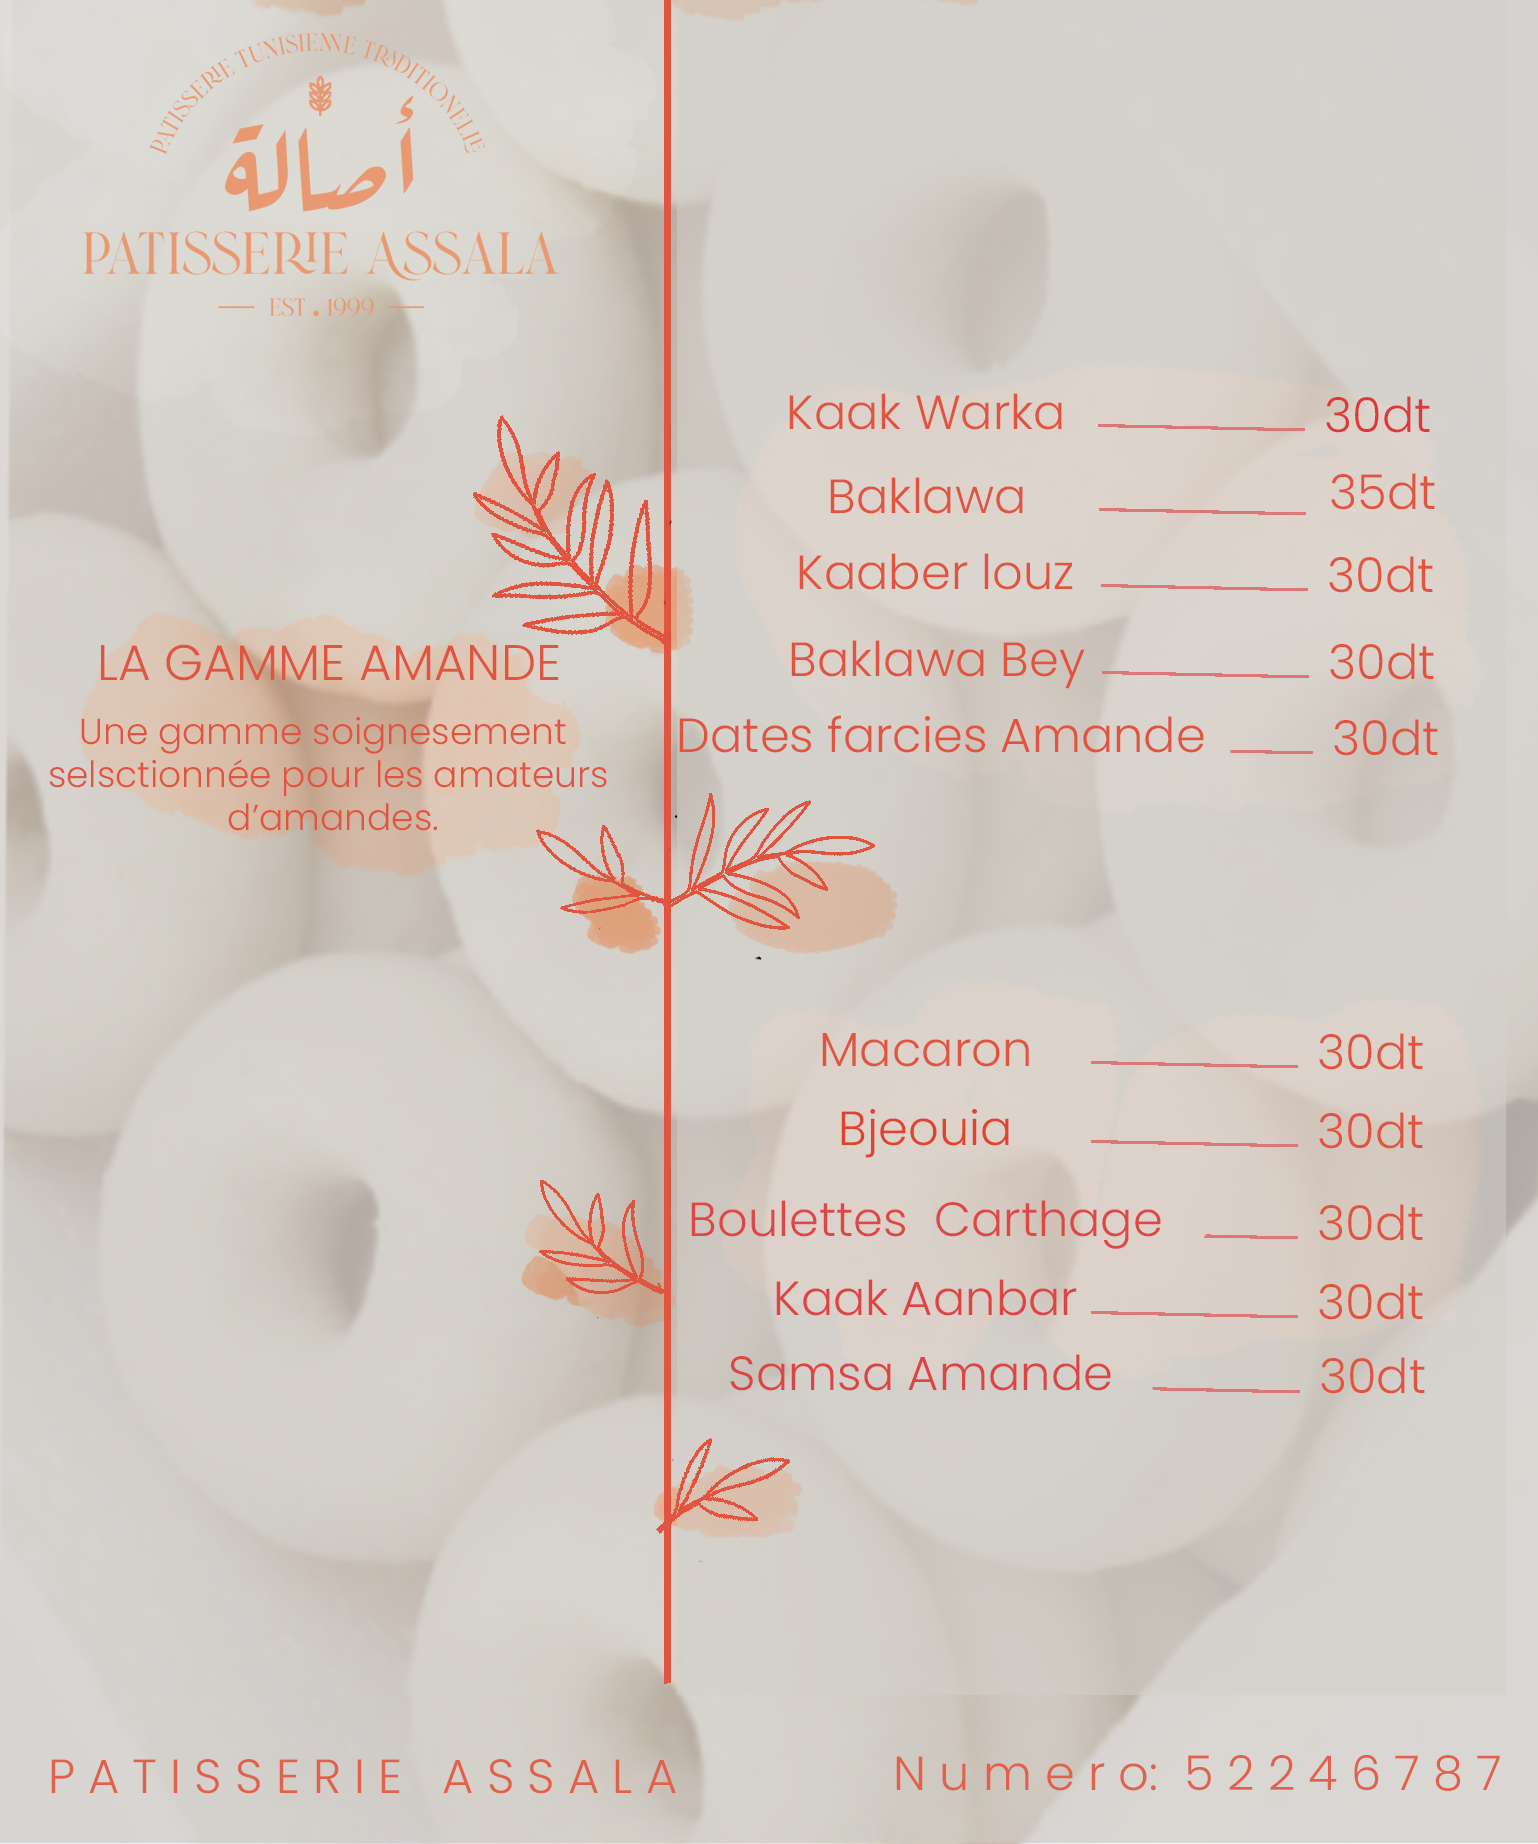 PATISSERIE TUNISIENNE TRADITIONELLE
أصالة
PATISSERIE ASSALA
EST . 1999
LA GAMME AMANDE
Une gamme soignesement
selsctionnée pour les amateurs
d’amandes.
Kaak Warka 30dt
Baklawa 35dt
Kaaber louz 30dt
Baklawa Bey 30dt
Dates farcies Amande 30dt
Macaron 30dt
Bjeouia 30dt
Boulettes Carthage 30dt
Kaak Aanbar 30dt
Samsa Amande 30dt
PATISSERIE ASSALA
Numero: 52246787